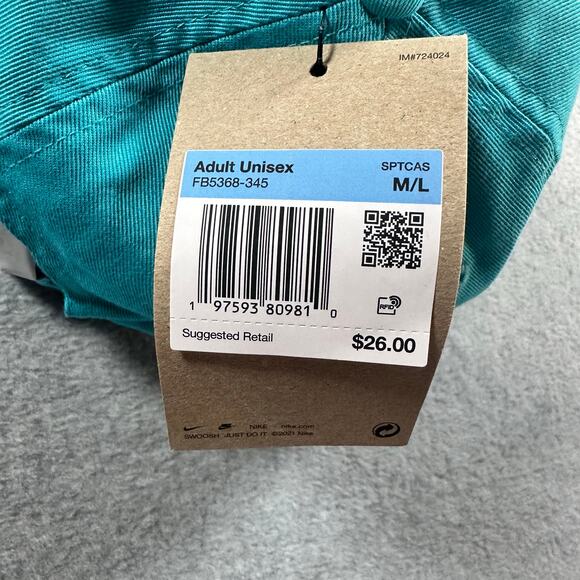 IM#724024
Adult Unisex SPTCAS
FB5368-345 M/L
RFID
1 97593 80981 0
Suggested Retail $26.00
NIKE nike.com
SWOOSH JUST DO IT ©2021 Nike